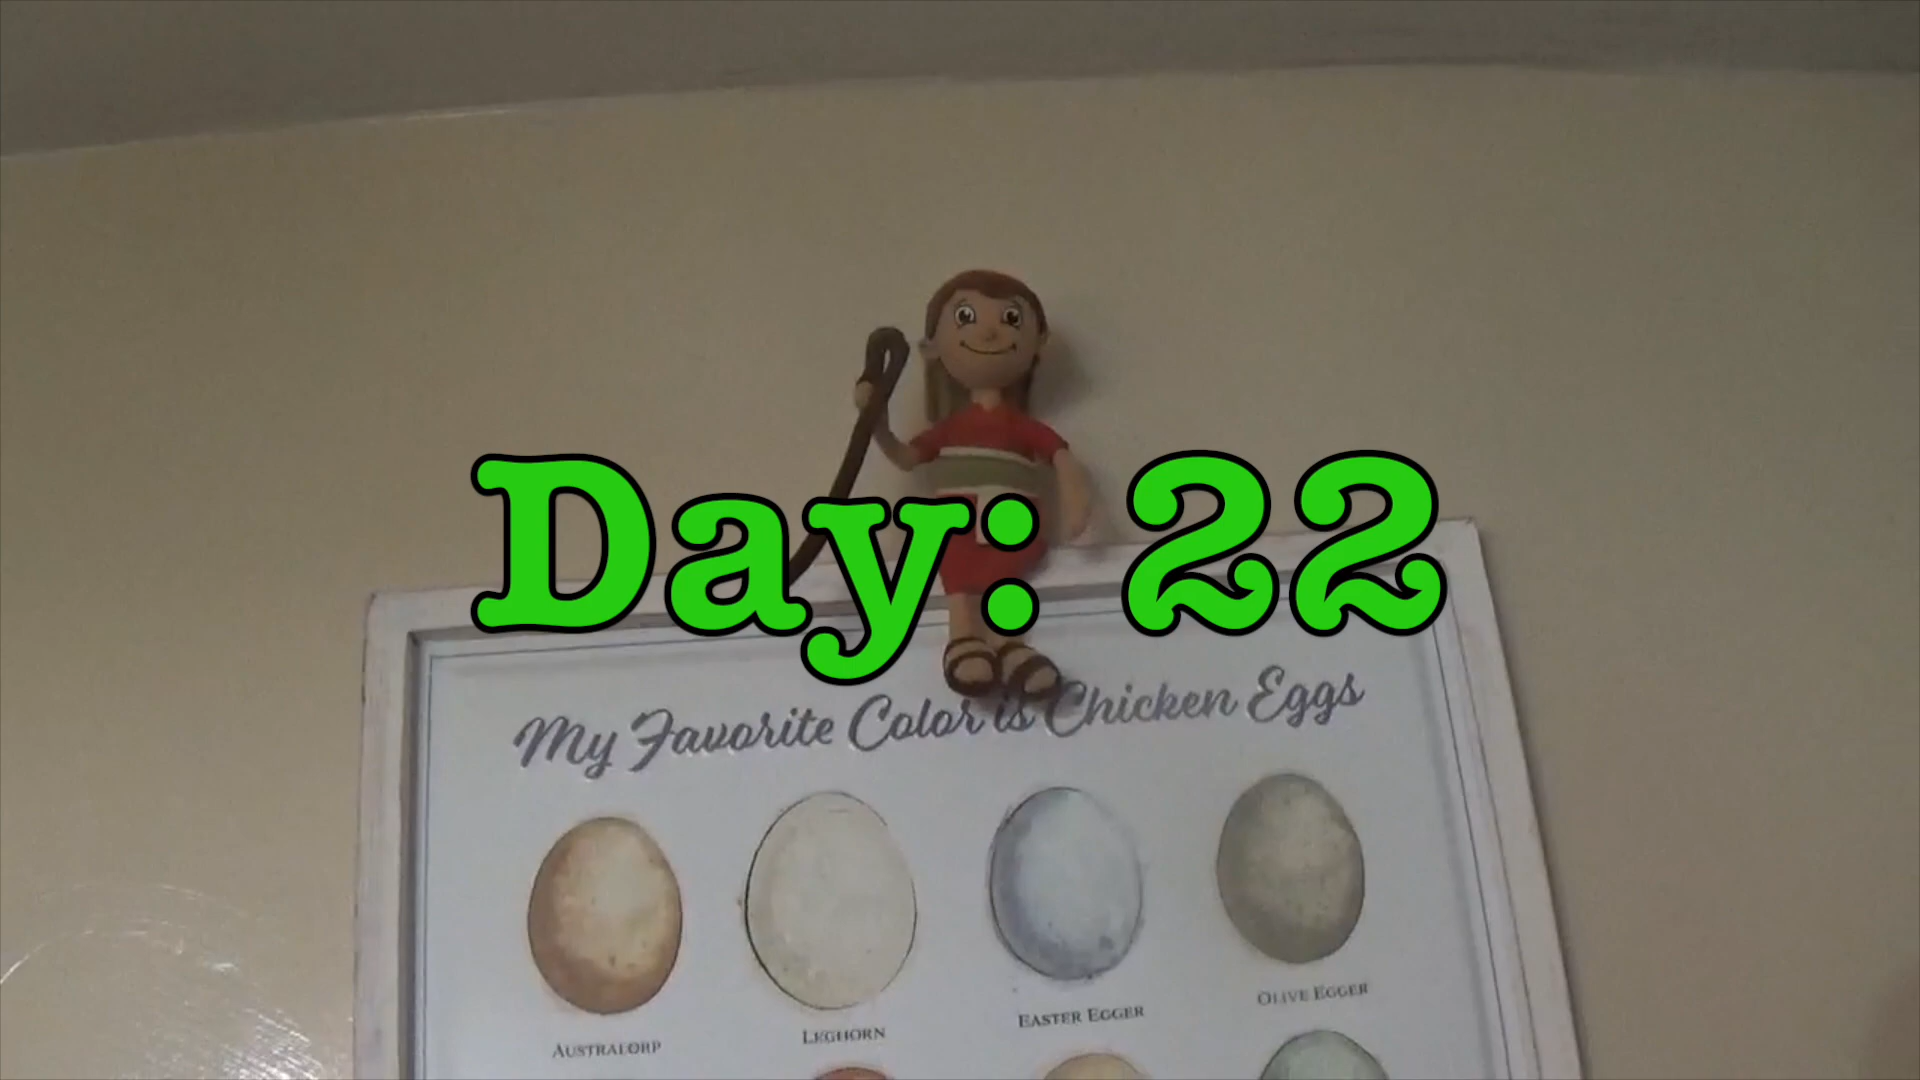 Day: 22
My Favorite Color is Chicken Eggs
AUSTRALORP
LEGHORN
EASTER EGGER
OLIVE EGGER